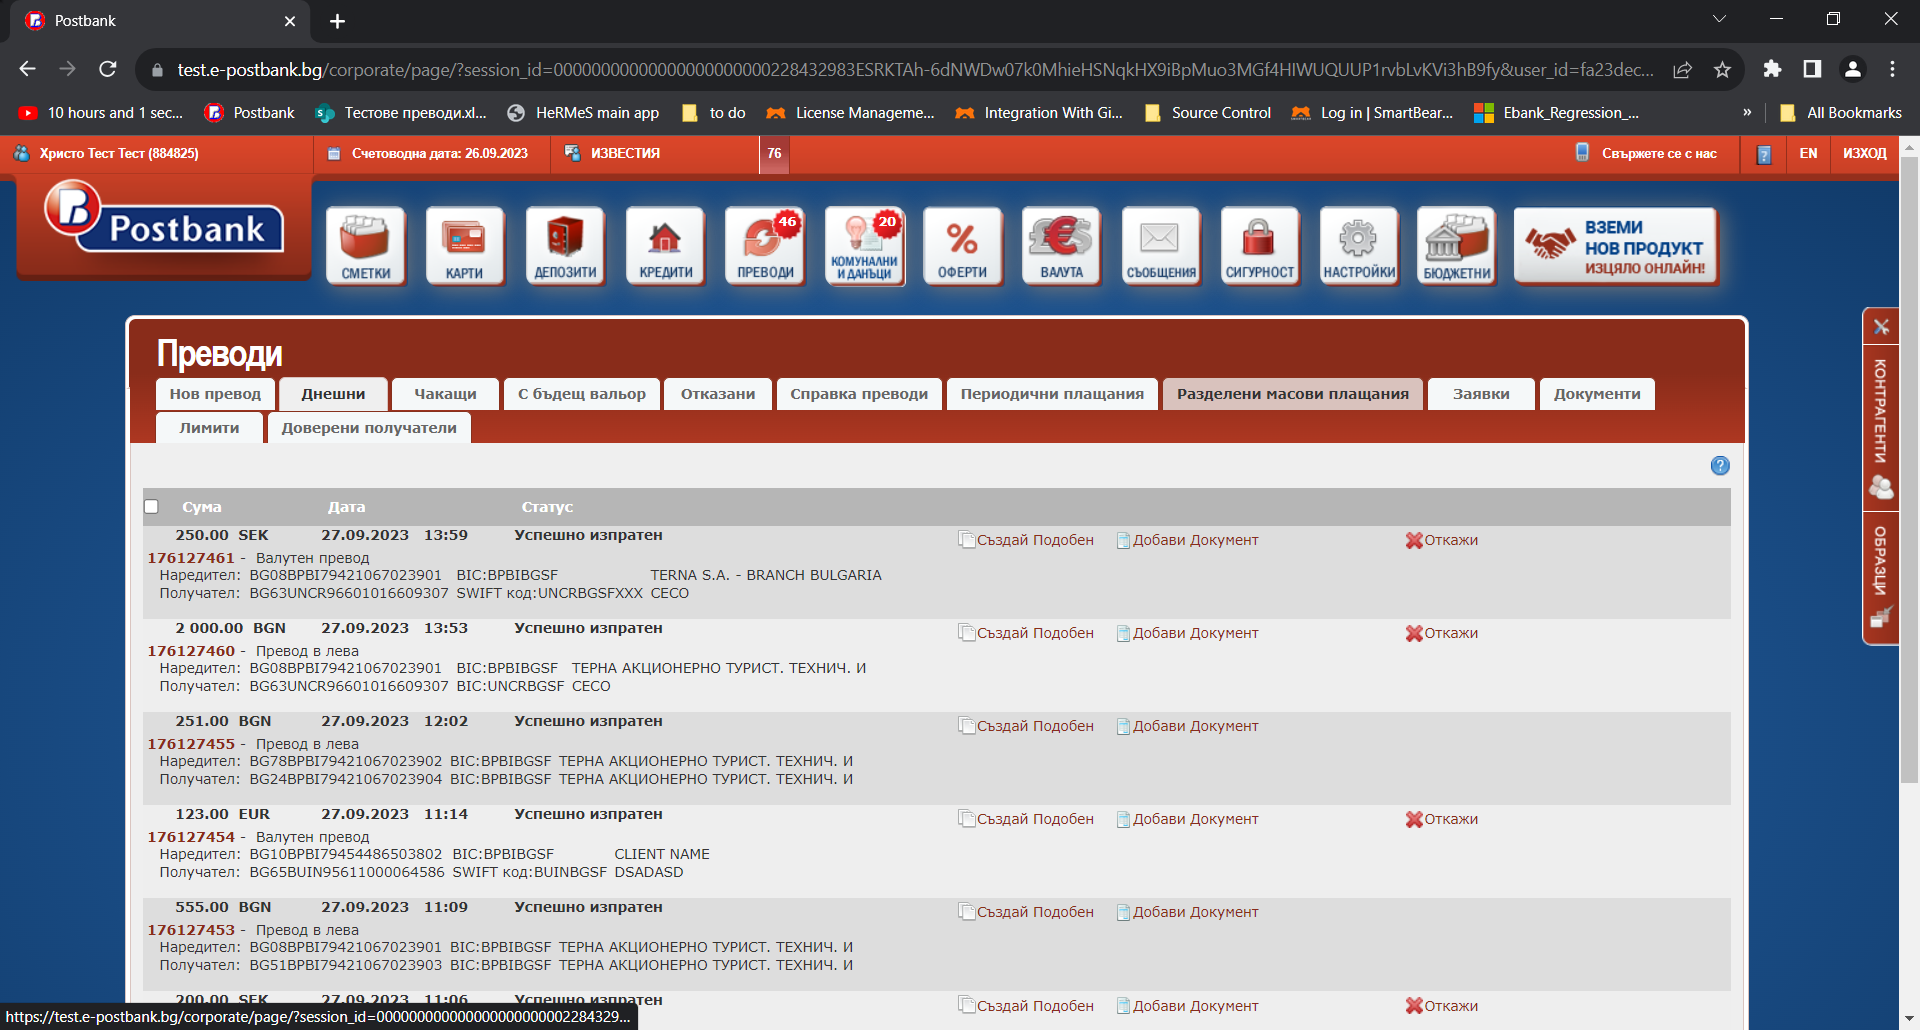 Postbank
test.e-postbank.bg/corporate/page/?session_id=
10 hours and 1 sec...
Postbank
Тестове преводи.xl...
HeRMeS main app
to do
License Manageme...
Integration With Gi...
Source Control
Log in | SmartBear...
Ebank_Regression_...
»
All Bookmarks
Христо Тест Тест (884825)
Счетоводна дата: 26.09.2023
ИЗВЕСТИЯ
76
Свържете се с нас
EN
ИЗХОД
Postbank
СМЕТКИ
КАРТИ
ДЕПОЗИТИ
КРЕДИТИ
46
ПРЕВОДИ
20
КОМУНАЛНИ
И ДАНЪЦИ
%
ОФЕРТИ
ВАЛУТА
СЪОБЩЕНИЯ
СИГУРНОСТ
НАСТРОЙКИ
БЮДЖЕТНИ
ВЗЕМИ
НОВ ПРОДУКТ
ИЗЦЯЛО ОНЛАЙН!
КОНТРАГЕНТИ
ОБРАЗЦИ
Преводи
Нов превод
Днешни
Чакащи
С бъдещ вальор
Отказани
Справка преводи
Периодични плащания
Разделени масови плащания
Заявки
Документи
Лимити
Доверени получатели
?
Сума Дата Статус
250.00 SEK 27.09.2023 13:59 Успешно изпратен Създай Подобен Добави Документ Откажи
176127461 - Валутен превод
Наредител: BG08BPBI79421067023901 BIC:BPBIBGSF TERNA S.A. - BRANCH BULGARIA
Получател: BG63UNCR96601016609307 SWIFT код:UNCRBGSFXXX CECO
2 000.00 BGN 27.09.2023 13:53 Успешно изпратен Създай Подобен Добави Документ Откажи
176127460 - Превод в лева
Наредител: BG08BPBI79421067023901 BIC:BPBIBGSF ТЕРНА АКЦИОНЕРНО ТУРИСТ. ТЕХНИЧ. И
Получател: BG63UNCR96601016609307 BIC:UNCRBGSF CECO
251.00 BGN 27.09.2023 12:02 Успешно изпратен Създай Подобен Добави Документ
176127455 - Превод в лева
Наредител: BG78BPBI79421067023902 BIC:BPBIBGSF ТЕРНА АКЦИОНЕРНО ТУРИСТ. ТЕХНИЧ. И
Получател: BG24BPBI79421067023904 BIC:BPBIBGSF ТЕРНА АКЦИОНЕРНО ТУРИСТ. ТЕХНИЧ. И
123.00 EUR 27.09.2023 11:14 Успешно изпратен Създай Подобен Добави Документ Откажи
176127454 - Валутен превод
Наредител: BG10BPBI79454486503802 BIC:BPBIBGSF CLIENT NAME
Получател: BG65BUIN95611000064586 SWIFT код:BUINBGSF DSADASD
555.00 BGN 27.09.2023 11:09 Успешно изпратен Създай Подобен Добави Документ
176127453 - Превод в лева
Наредител: BG08BPBI79421067023901 BIC:BPBIBGSF ТЕРНА АКЦИОНЕРНО ТУРИСТ. ТЕХНИЧ. И
Получател: BG51BPBI79421067023903 BIC:BPBIBGSF ТЕРНА АКЦИОНЕРНО ТУРИСТ. ТЕХНИЧ. И
200.00 SEK 27.09.2023 11:06 Успешно изпратен Създай Подобен Добави Документ Откажи
https://test.e-postbank.bg/corporate/page/?session_id=